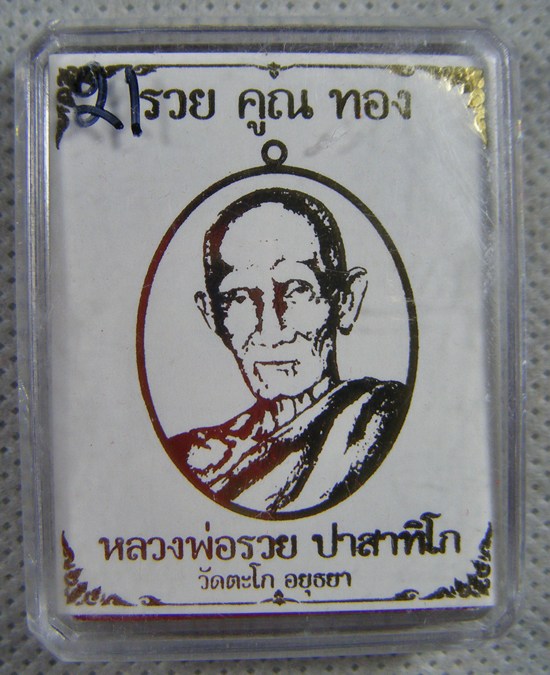 21 รวย คูณ ทอง
หลวงพ่อรวย ปาสาทิโก
วัดตะโก อยุธยา